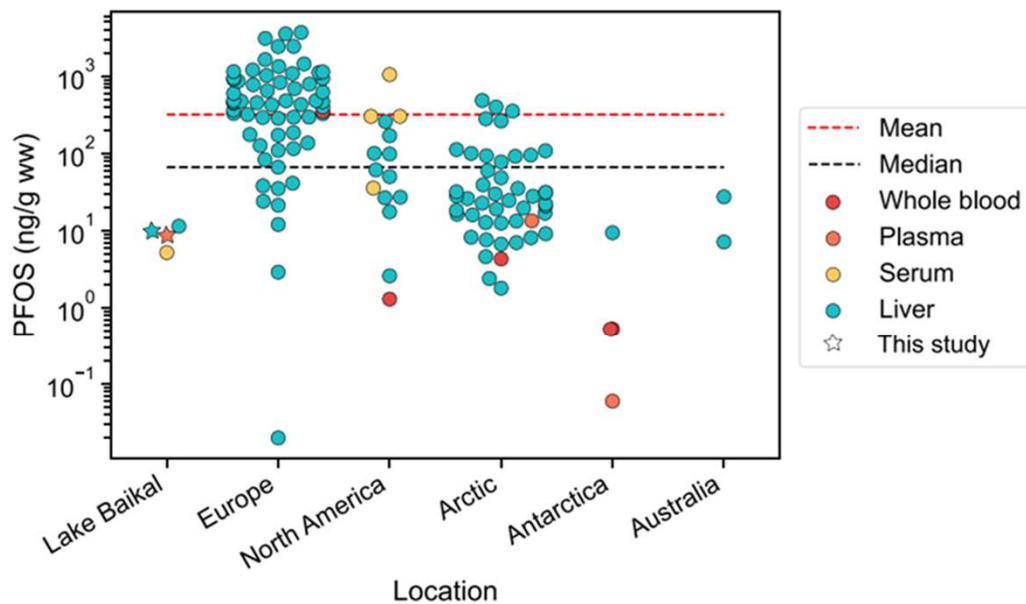 PFOS (ng/g ww)
10³
10²
10¹
10⁰
10⁻¹
Lake Baikal
Europe
North America
Arctic
Antarctica
Australia
Location
Mean
Median
Whole blood
Plasma
Serum
Liver
This study